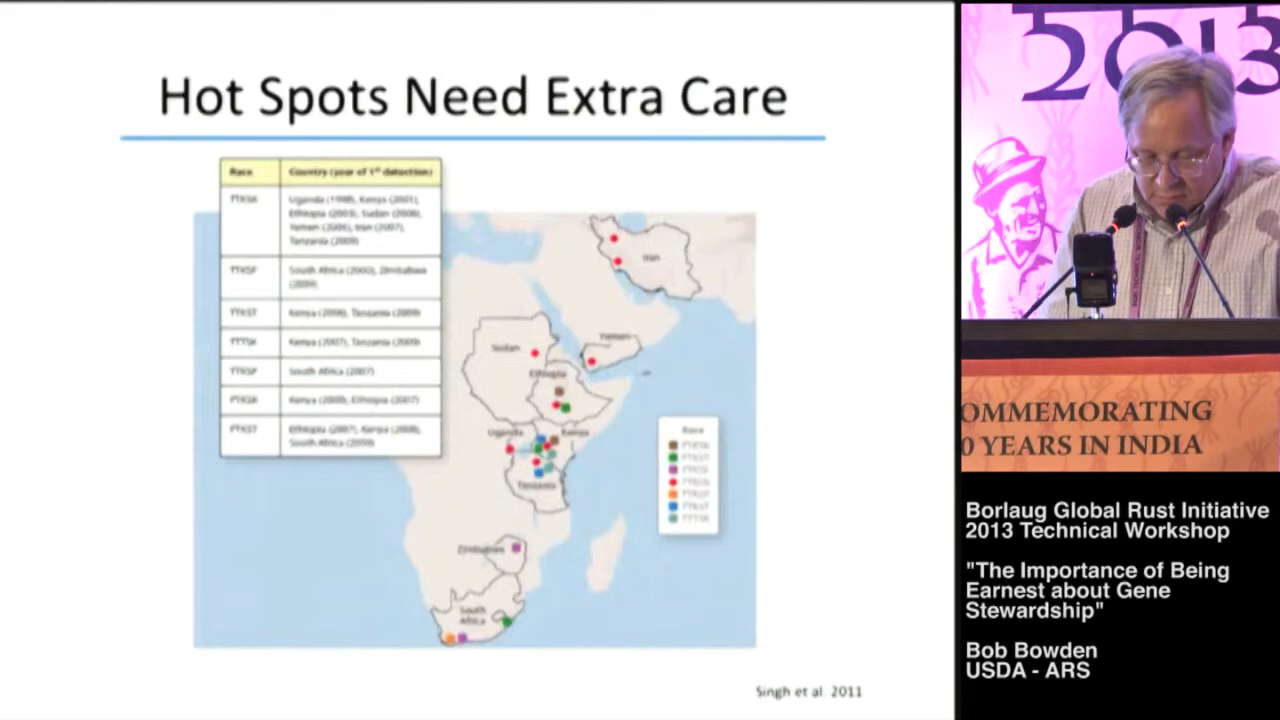 Hot Spots Need Extra Care
Race
Country (year of 1st detection)
TTKSK
Uganda (1998), Kenya (2001),
Ethiopia (2003), Sudan (2006),
Yemen (2006), Iran (2007),
Tanzania (2009)
TTKSF
South Africa (2000), Zimbabwe
(2009)
TTKST
Kenya (2006), Tanzania (2009)
TTTSK
Kenya (2007), Tanzania (2009)
TTKSP
South Africa (2007)
PTKSK
Ethiopia (2007)
PTKST
Ethiopia (2007), Kenya (2008),
South Africa (2009)
Iran
Yemen
Sudan
Ethiopia
Uganda
Kenya
Tanzania
Zimbabwe
South
Africa
Race
Singh et al. 2011
2013
OMMEMORATING
0 YEARS IN INDIA
Borlaug Global Rust Initiative
2013 Technical Workshop
"The Importance of Being
Earnest about Gene
Stewardship"
Bob Bowden
USDA - ARS